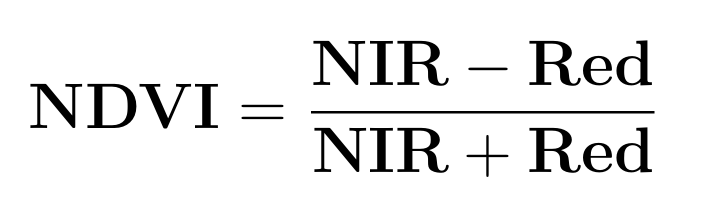 NDVI = NIR − Red
NIR + Red